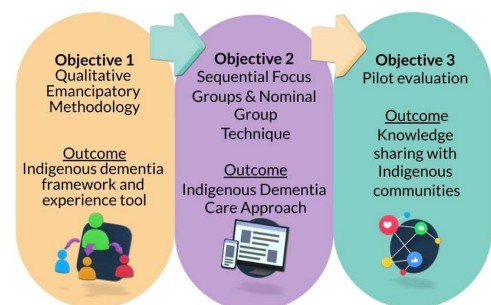 Objective 1
Qualitative
Emancipatory
Methodology
Outcome
Indigenous dementia
framework and
experience tool
Objective 2
Sequential Focus
Groups & Nominal
Group
Technique
Outcome
Indigenous Dementia
Care Approach
Objective 3
Pilot evaluation
Outcome
Knowledge
sharing with
Indigenous
communities